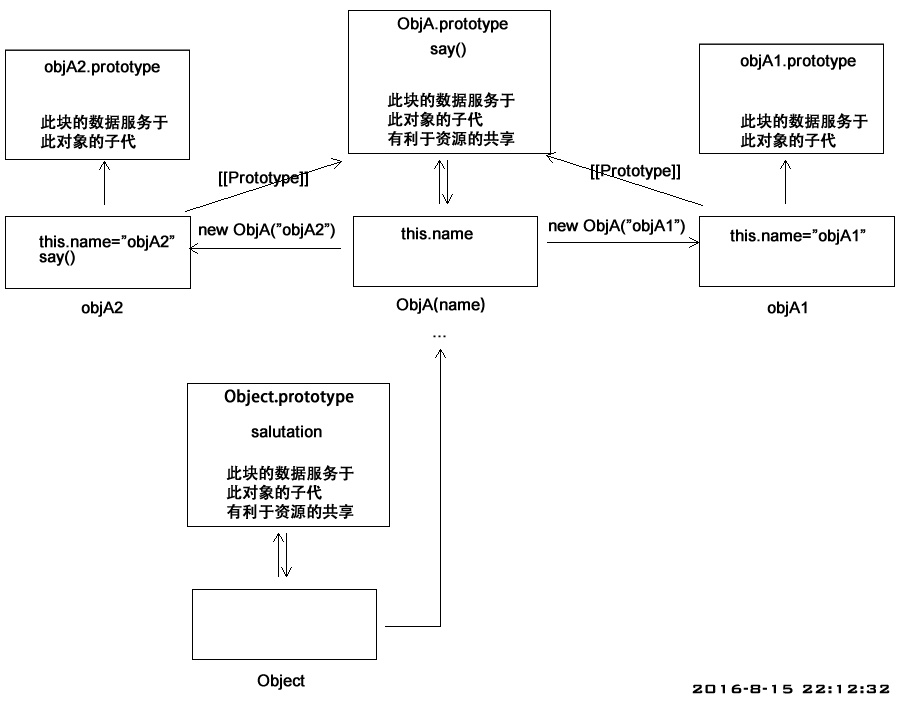 ObjA.prototype
say()
此块的数据服务于
此对象的子代
有利于资源的共享
objA2.prototype
此块的数据服务于
此对象的子代
objA1.prototype
此块的数据服务于
此对象的子代
[[Prototype]]
[[Prototype]]
this.name=”objA2”
say()
objA2
new ObjA(”objA2”)
this.name
ObjA(name)
...
new ObjA(”objA1”)
this.name=”objA1”
objA1
Object.prototype
salutation
此块的数据服务于
此对象的子代
有利于资源的共享
Object
2016-8-15 22:12:32